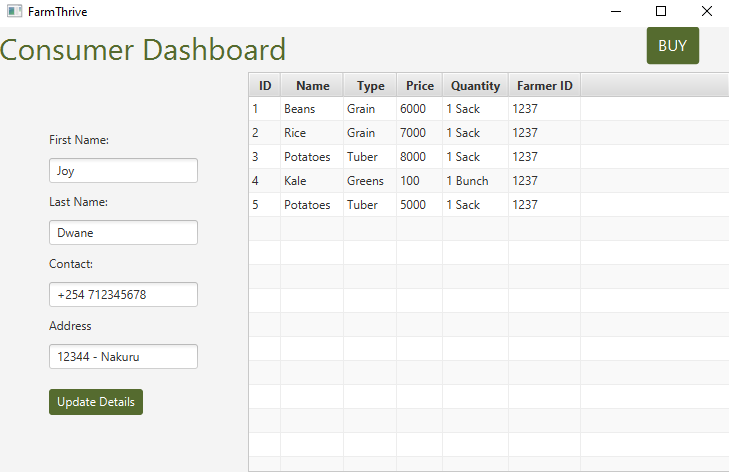 FarmThrive
Consumer Dashboard
BUY
First Name:
Joy
Last Name:
Dwane
Contact:
+254 712345678
Address
12344 - Nakuru
Update Details
ID Name Type Price Quantity Farmer ID
1 Beans Grain 6000 1 Sack 1237
2 Rice Grain 7000 1 Sack 1237
3 Potatoes Tuber 8000 1 Sack 1237
4 Kale Greens 100 1 Bunch 1237
5 Potatoes Tuber 5000 1 Sack 1237